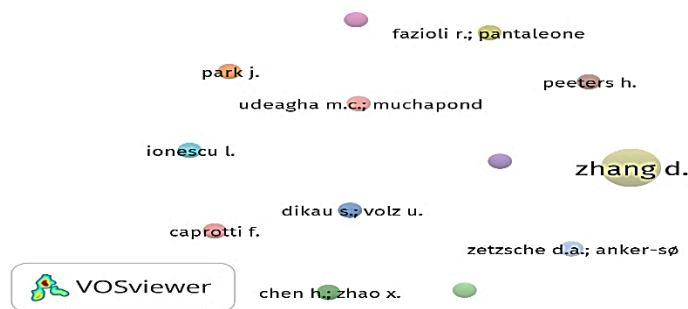 fazioli r.; pantaleone
park j.
peeters h.
udeagha m.c.; muchapond
ionescu l.
zhang d.
dikau s.; volz u.
caprotti f.
zetzsche d.a.; anker-sø
chen h.; zhao x.
VOSviewer